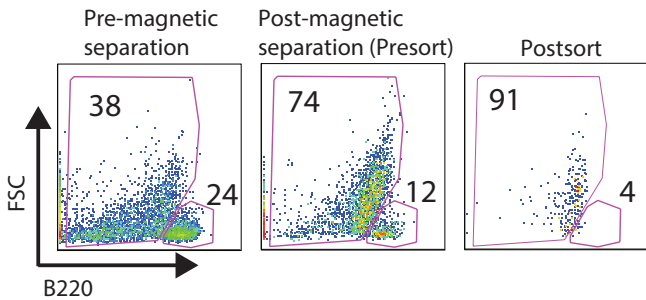 Pre-magnetic
separation
Post-magnetic
separation (Presort)
Postsort
38
24
74
12
91
4
FSC
B220